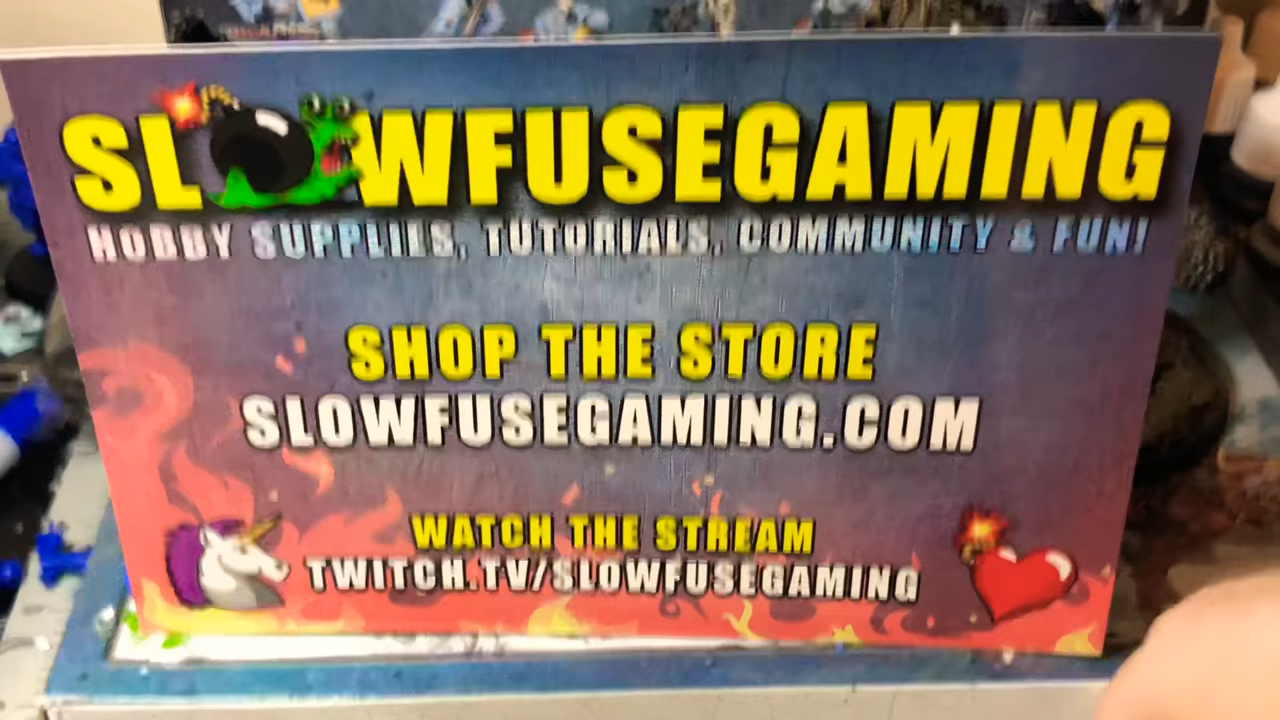 SLOWFUSEGAMING
HOBBY SUPPLIES, TUTORIALS, COMMUNITY & FUN!
SHOP THE STORE
SLOWFUSEGAMING.COM
WATCH THE STREAM
TWITCH.TV/SLOWFUSEGAMING